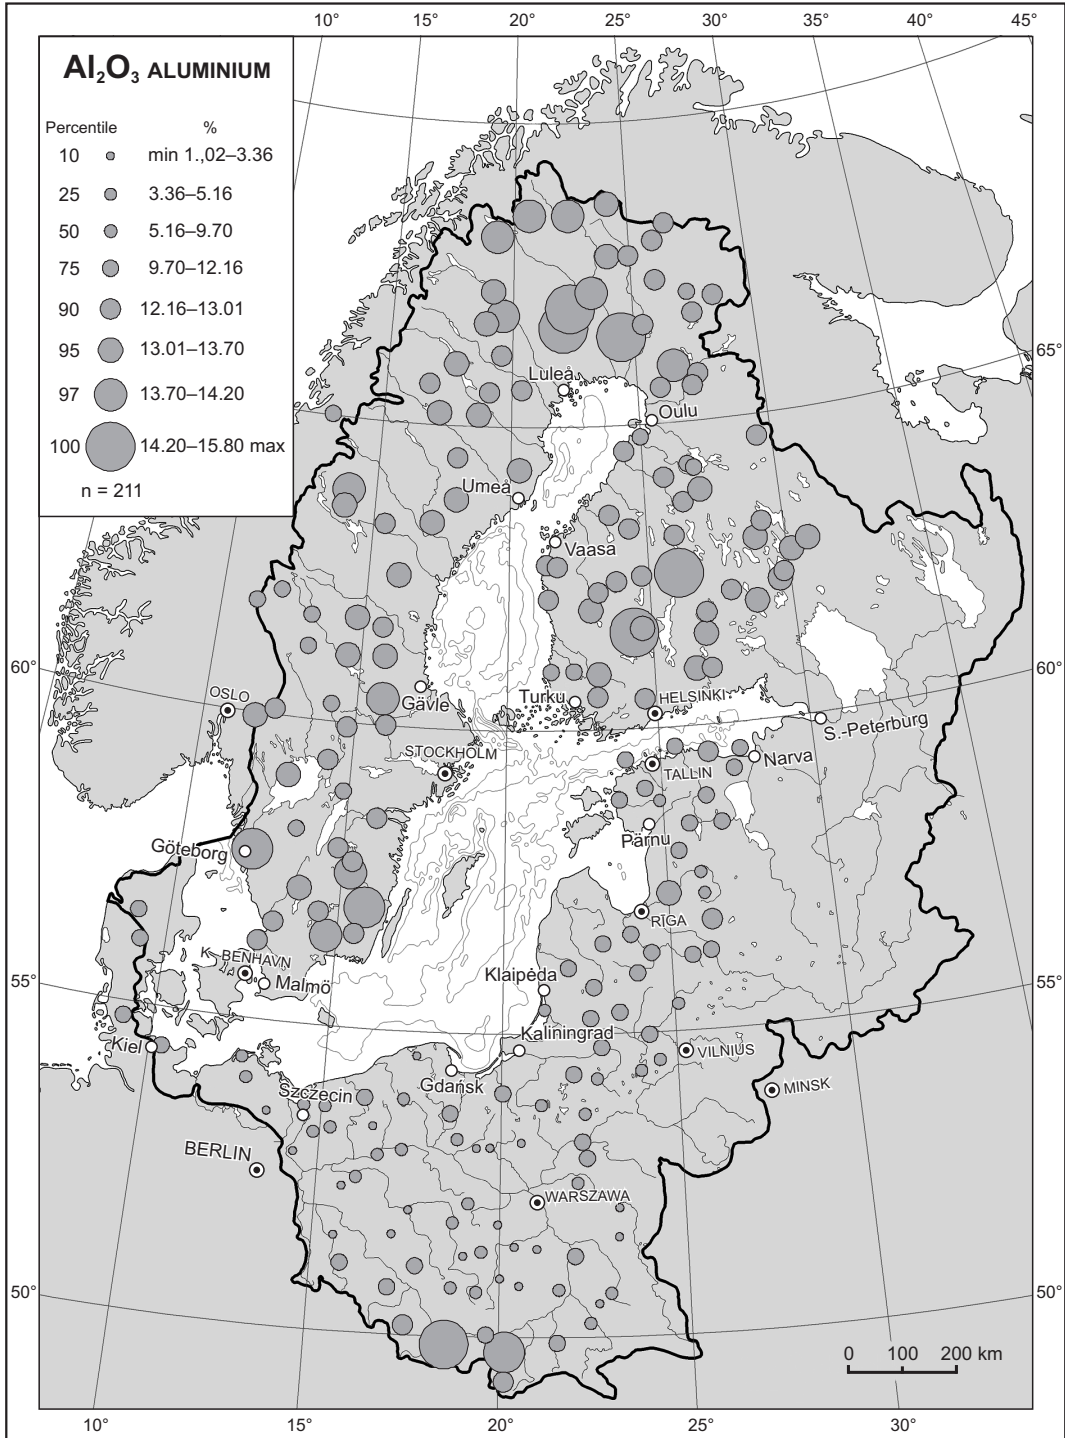 10° 15° 20° 25° 30° 35° 40° 45°
Al₂O₃ ALUMINIUM
Percentile %
10 min 1.,02–3.36
25 3.36–5.16
50 5.16–9.70
75 9.70–12.16
90 12.16–13.01
95 13.01–13.70
97 13.70–14.20
100 14.20–15.80 max
n = 211
65°
Luleå
Oulu
Umeå
Vaasa
60°
60°
OSLO
Gävle
Turku
HELSINKI
S.-Peterburg
STOCKHOLM
TALLIN
Narva
Göteborg
Pärnu
RĪGA
K BENHAVN
Malmö
Klaipėda
55°
55°
Kiel
Kaliningrad
VILNIUS
Gdańsk
Szczecin
MINSK
BERLIN
WARSZAWA
50°
50°
0 100 200 km
10° 15° 20° 25° 30°